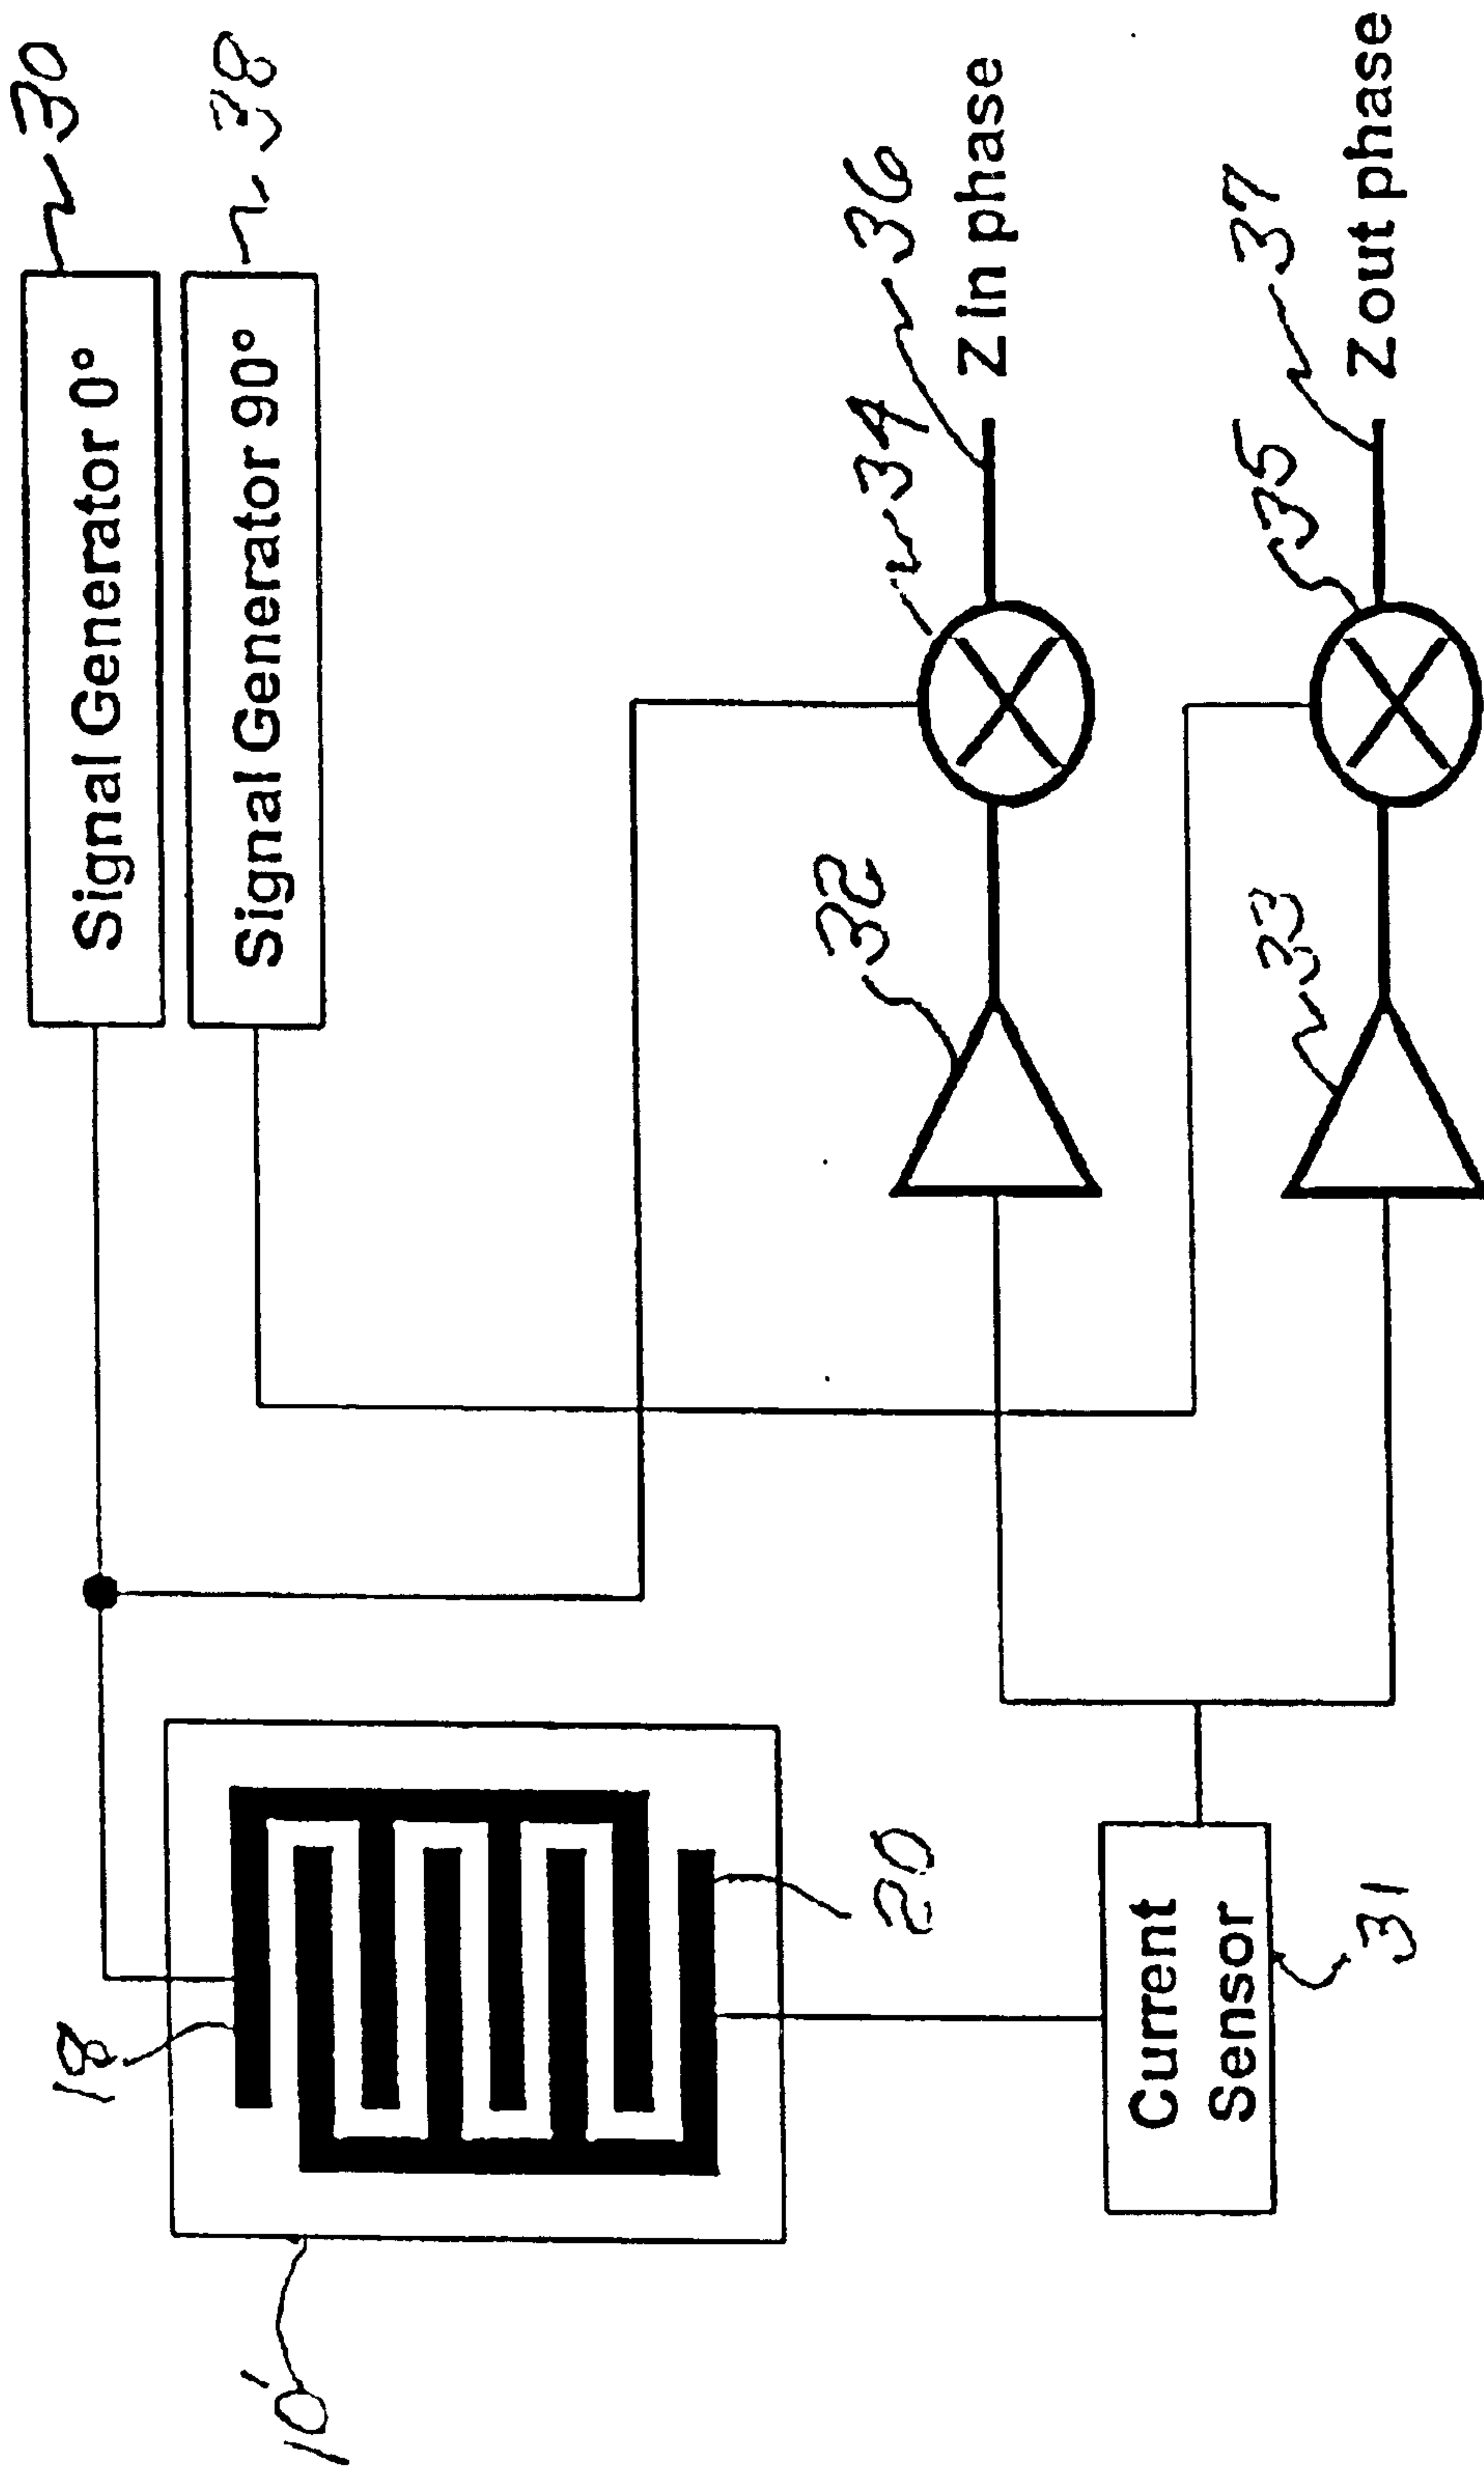 30
Signal Generator 0°
38
Signal Generator 90°
18
10'
20
32
34
36
Z in phase
Current
Sensor
31
33
35
37
Z out phase